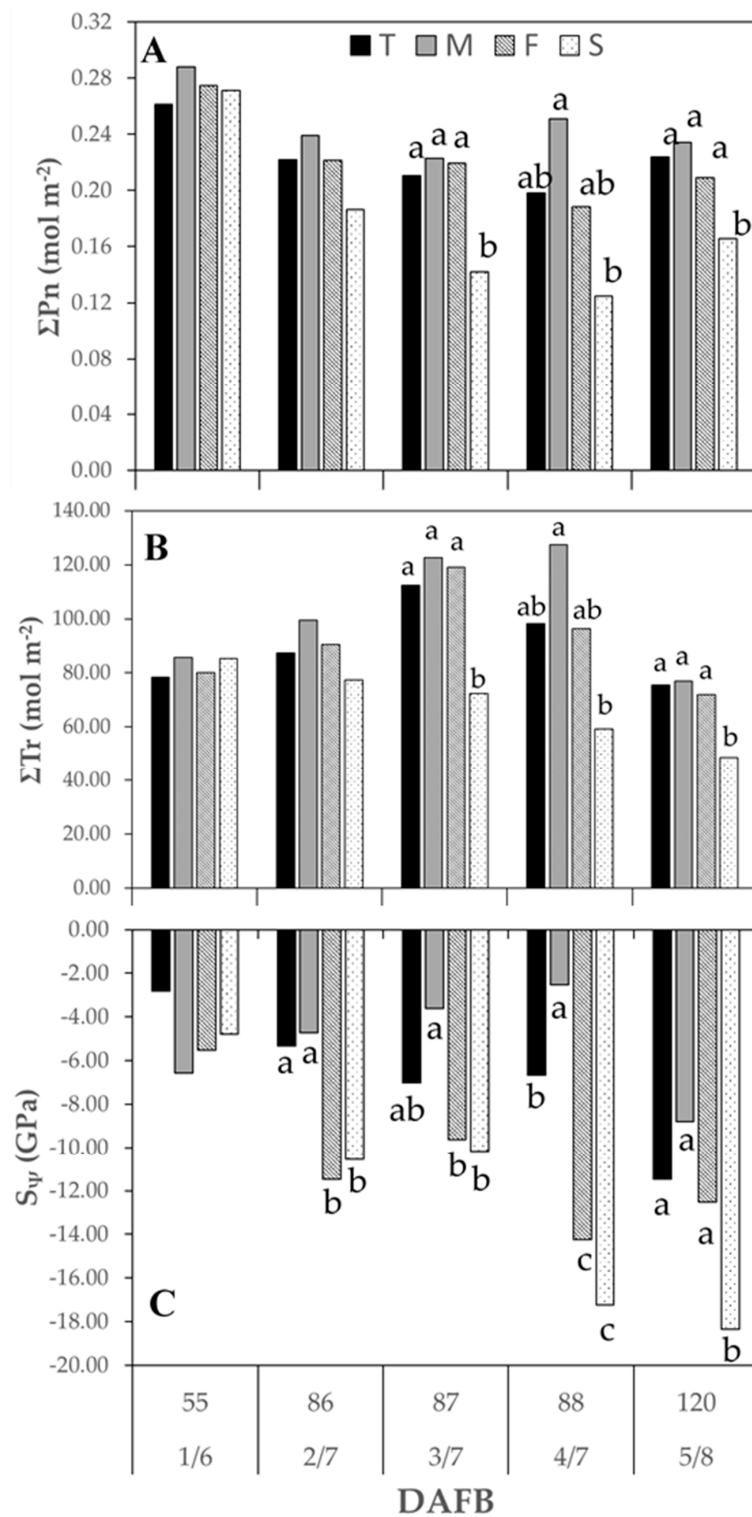 0.32
A
T M F S
0.28
a
a
a a a
a
0.24
ab ab a
0.20
b b
0.16
b
0.12
0.08
0.04
0.00
ΣPn (mol m⁻²)
140.00
B
a a a
120.00
a
ab ab
100.00
a a a
80.00
b
b b
60.00
40.00
20.00
0.00
ΣTr (mol m⁻²)
0.00
-2.00
-4.00
a
a
-6.00
a a
b
-8.00
ab
a
-10.00
b b
-12.00
b b
a a
-14.00
c
-16.00
C
-18.00
c
b
-20.00
S_Ψ (GPa)
55 86 87 88 120
1/6 2/7 3/7 4/7 5/8
DAFB